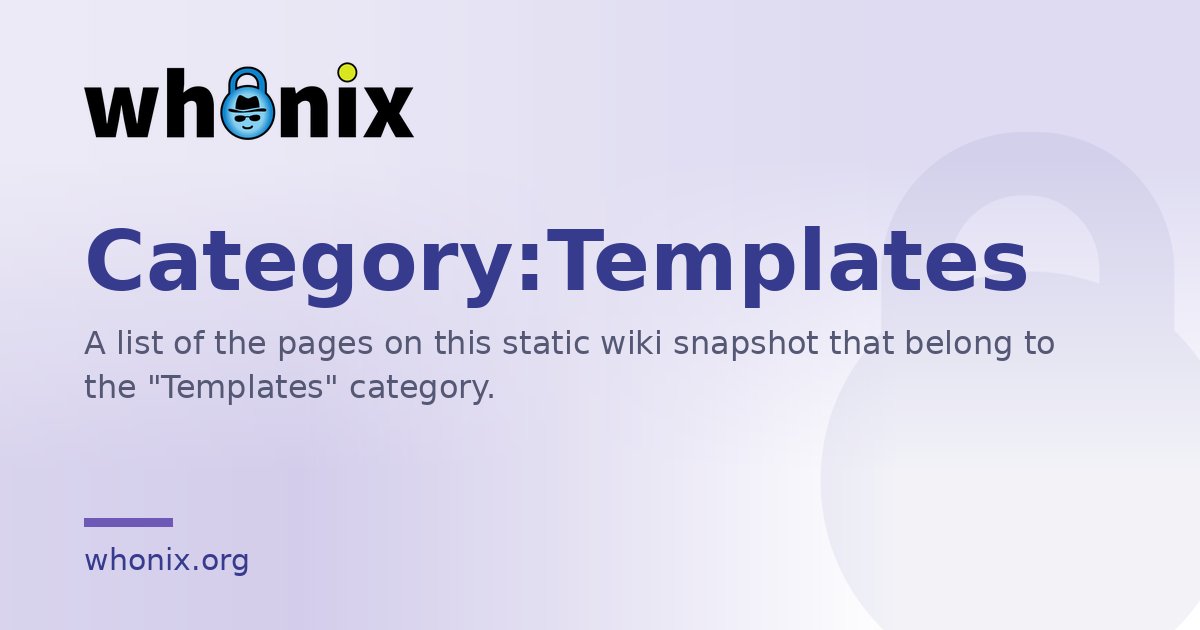 whonix
Category:Templates
A list of the pages on this static wiki snapshot that belong to
the "Templates" category.
whonix.org